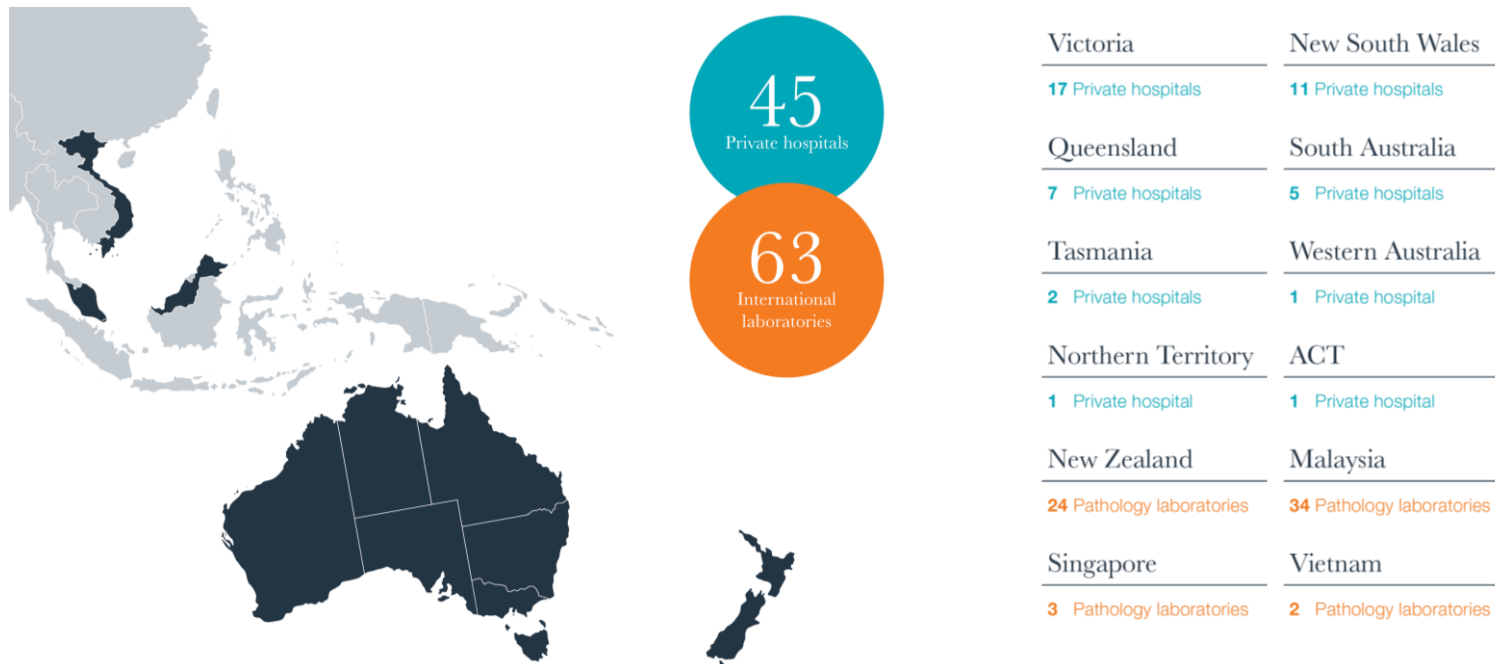 45
Private hospitals
63
International
laboratories
Victoria
17 Private hospitals
New South Wales
11 Private hospitals
Queensland
7 Private hospitals
South Australia
5 Private hospitals
Tasmania
2 Private hospitals
Western Australia
1 Private hospital
Northern Territory
1 Private hospital
ACT
1 Private hospital
New Zealand
24 Pathology laboratories
Malaysia
34 Pathology laboratories
Singapore
3 Pathology laboratories
Vietnam
2 Pathology laboratories